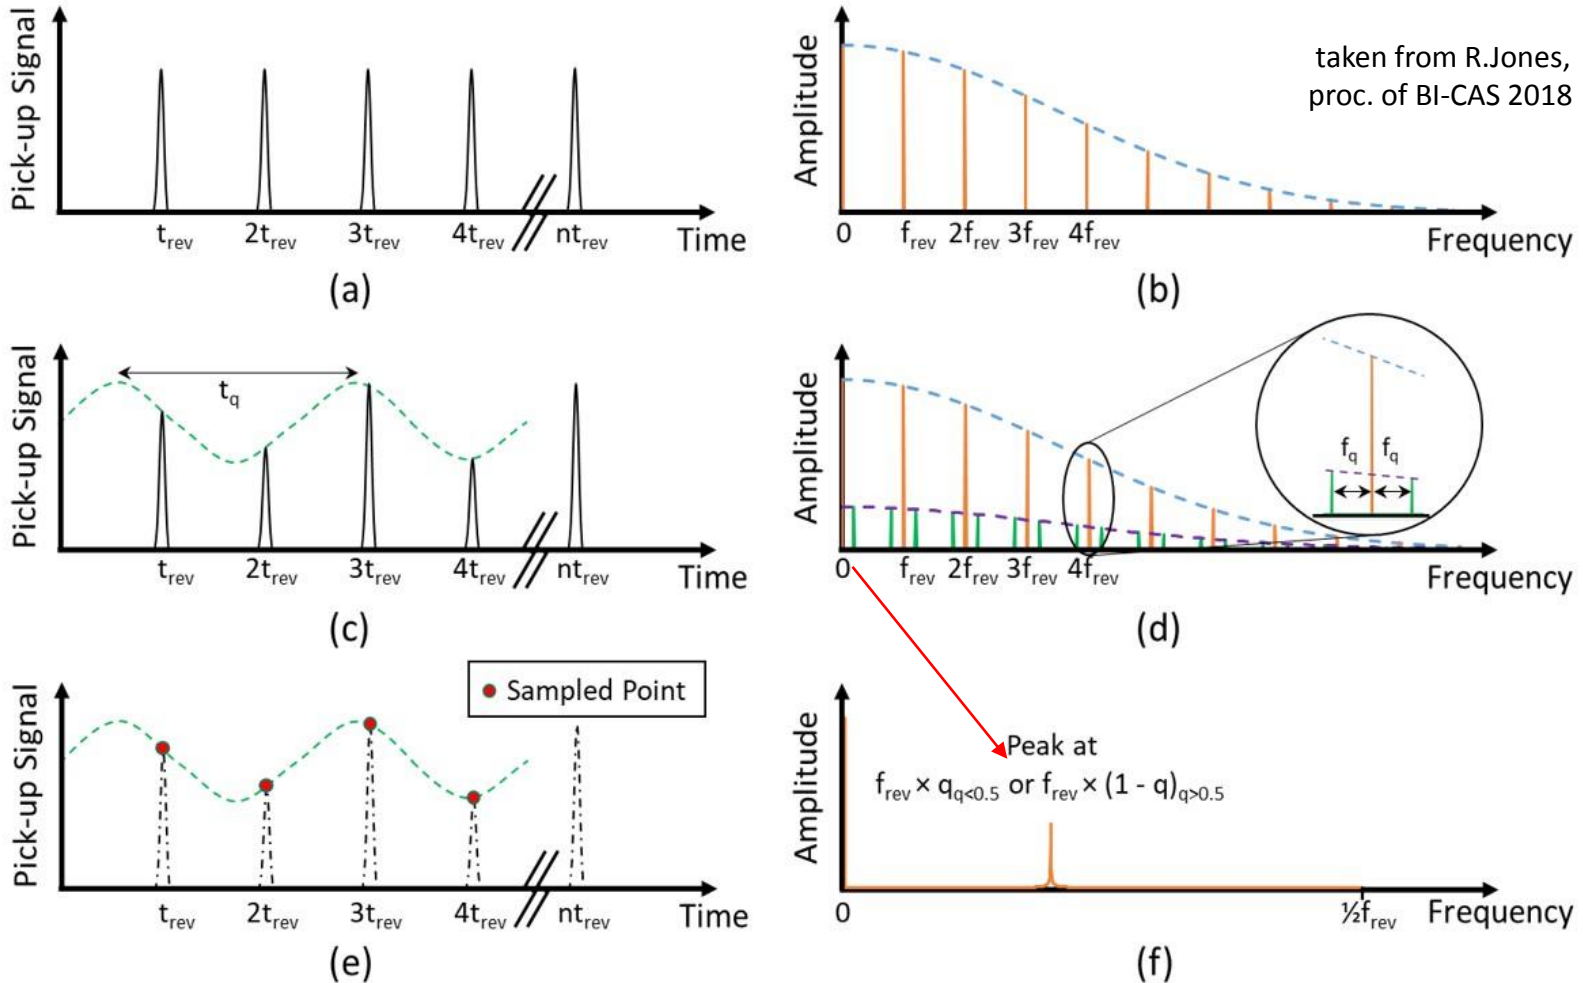 Pick-up Signal
t_rev 2t_rev 3t_rev 4t_rev nt_rev Time
(a)
Amplitude
taken from R.Jones,
proc. of BI-CAS 2018
0 f_rev 2f_rev 3f_rev 4f_rev Frequency
(b)
Pick-up Signal
t_q
t_rev 2t_rev 3t_rev 4t_rev nt_rev Time
(c)
Amplitude
f_q f_q
0 f_rev 2f_rev 3f_rev 4f_rev Frequency
(d)
Pick-up Signal
Sampled Point
t_rev 2t_rev 3t_rev 4t_rev nt_rev Time
(e)
Amplitude
Peak at
f_rev × q_q<0.5 or f_rev × (1 - q)_q>0.5
0 ½f_rev Frequency
(f)